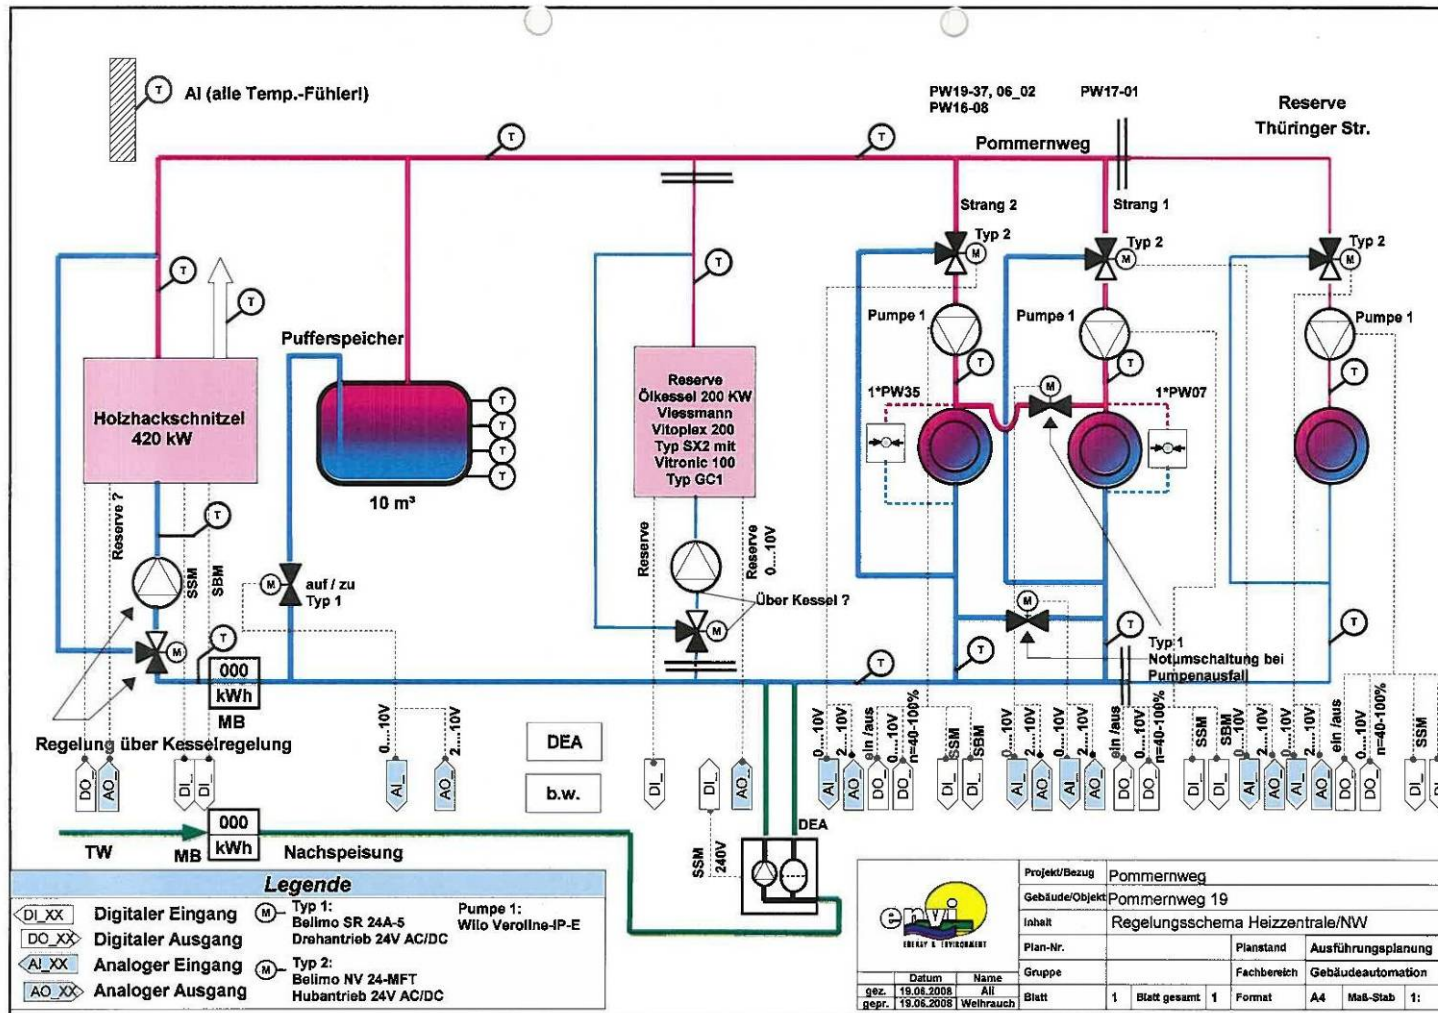 AI (alle Temp.-Fühler!)
PW19-37, 06_02
PW16-08
PW17-01
Reserve
Thüringer Str.
Pommernweg
T
T
T
T
Strang 2
Strang 1
Typ 2
M
Typ 2
M
Typ 2
M
T
T
T
Pufferspeicher
Pumpe 1
Pumpe 1
Pumpe 1
T
T
T
Holzhackschnitzel
420 kW
T
T
T
T
10 m³
Reserve
Ölkessel 200 KW
Viessmann
Vitoplex 200
Typ SX2 mit
Vitronic 100
Typ GC1
1*PW35
M
1*PW07
Reserve ?
T
SSM
SBM
M
auf / zu
Typ 1
Reserve
Reserve
0....10V
Über Kessel ?
M
M
M
T
T
T
T
T
Typ 1
Notumschaltung bei
Pumpenausfall
000
kWh
MB
Regelung über Kesselregelung
0....10V
2...10V
DEA
b.w.
0....10V
2...10V
ein /aus
0....10V
n=40-100%
SSM
SBM
0....10V
2...10V
0....10V
2...10V
ein /aus
0....10V
n=40-100%
SSM
SBM
0....10V
2...10V
0....10V
2...10V
ein /aus
0....10V
n=40-100%
SSM
DO_
AO_
DI_
DI_
AI_
AO_
DI_
AO_
AI_
AO_
DO_
DO_
DI_
DI_
AI_
AO_
AI_
AO_
DO_
DO_
DI_
DI_
AI_
AO_
AI_
AO_
DO_
DO_
DI_
TW
MB
000
kWh
Nachspeisung
SSM
240V
DEA
Legende
DI_XX Digitaler Eingang
DO_XX Digitaler Ausgang
AI_XX Analoger Eingang
AO_XX Analoger Ausgang
M Typ 1:
Belimo SR 24A-5
Drehantrieb 24V AC/DC
M Typ 2:
Belimo NV 24-MFT
Hubantrieb 24V AC/DC
Pumpe 1:
Wilo Veroline-IP-E
envi
ENERGY & ENVIRONMENT
Datum Name
gez. 19.06.2008 All
gepr. 19.06.2008 Weihrauch
Projekt/Bezug Pommernweg
Gebäude/Objekt Pommernweg 19
Inhalt Regelungsschema Heizzentrale/NW
Plan-Nr. Planstand Ausführungsplanung
Gruppe Fachbereich Gebäudeautomation
Blatt 1 Blatt gesamt 1 Format A4 Maß-Stab 1: